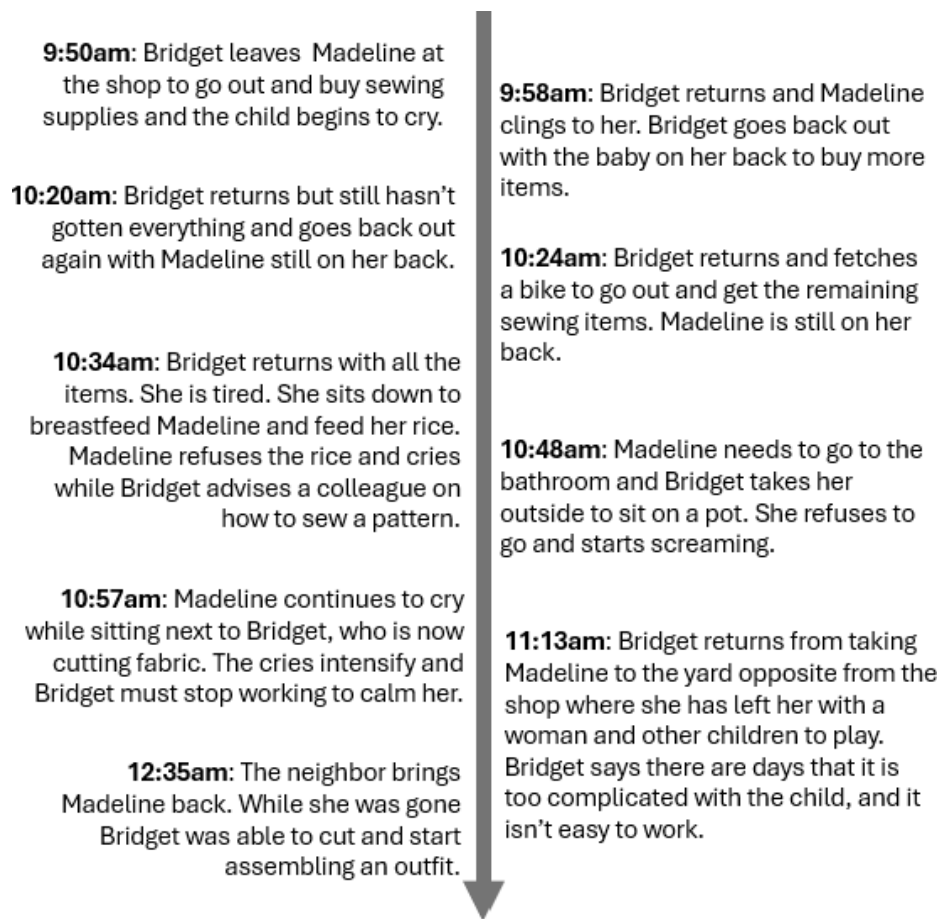 9:50am: Bridget leaves  Madeline at
the shop to go out and buy sewing
supplies and the child begins to cry.
9:58am: Bridget returns and Madeline
clings to her. Bridget goes back out
with the baby on her back to buy more
items.
10:20am: Bridget returns but still hasn't
gotten everything and goes back out
again with Madeline still on her back.
10:24am: Bridget returns and fetches
a bike to go out and get the remaining
sewing items. Madeline is still on her
back.
10:34am: Bridget returns with all the
items. She is tired. She sits down to
breastfeed Madeline and feed her rice.
Madeline refuses the rice and cries
while Bridget advises a colleague on
how to sew a pattern.
10:48am: Madeline needs to go to the
bathroom and Bridget takes her
outside to sit on a pot. She refuses to
go and starts screaming.
10:57am: Madeline continues to cry
while sitting next to Bridget, who is now
cutting fabric. The cries intensify and
Bridget must stop working to calm her.
11:13am: Bridget returns from taking
Madeline to the yard opposite from the
shop where she has left her with a
woman and other children to play.
Bridget says there are days that it is
too complicated with the child, and it
isn't easy to work.
12:35am: The neighbor brings
Madeline back. While she was gone
Bridget was able to cut and start
assembling an outfit.